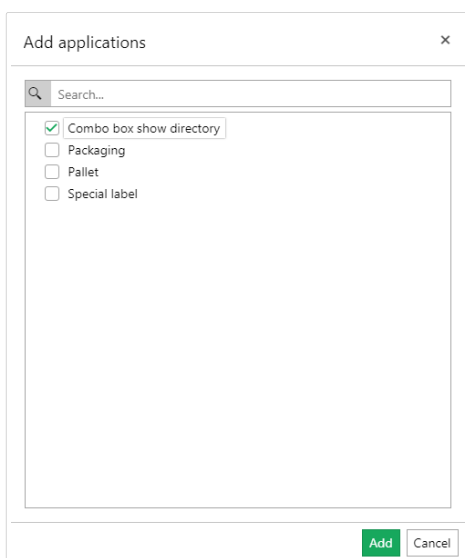 Add applications
Search...
Combo box show directory
Packaging
Pallet
Special label
Add Cancel